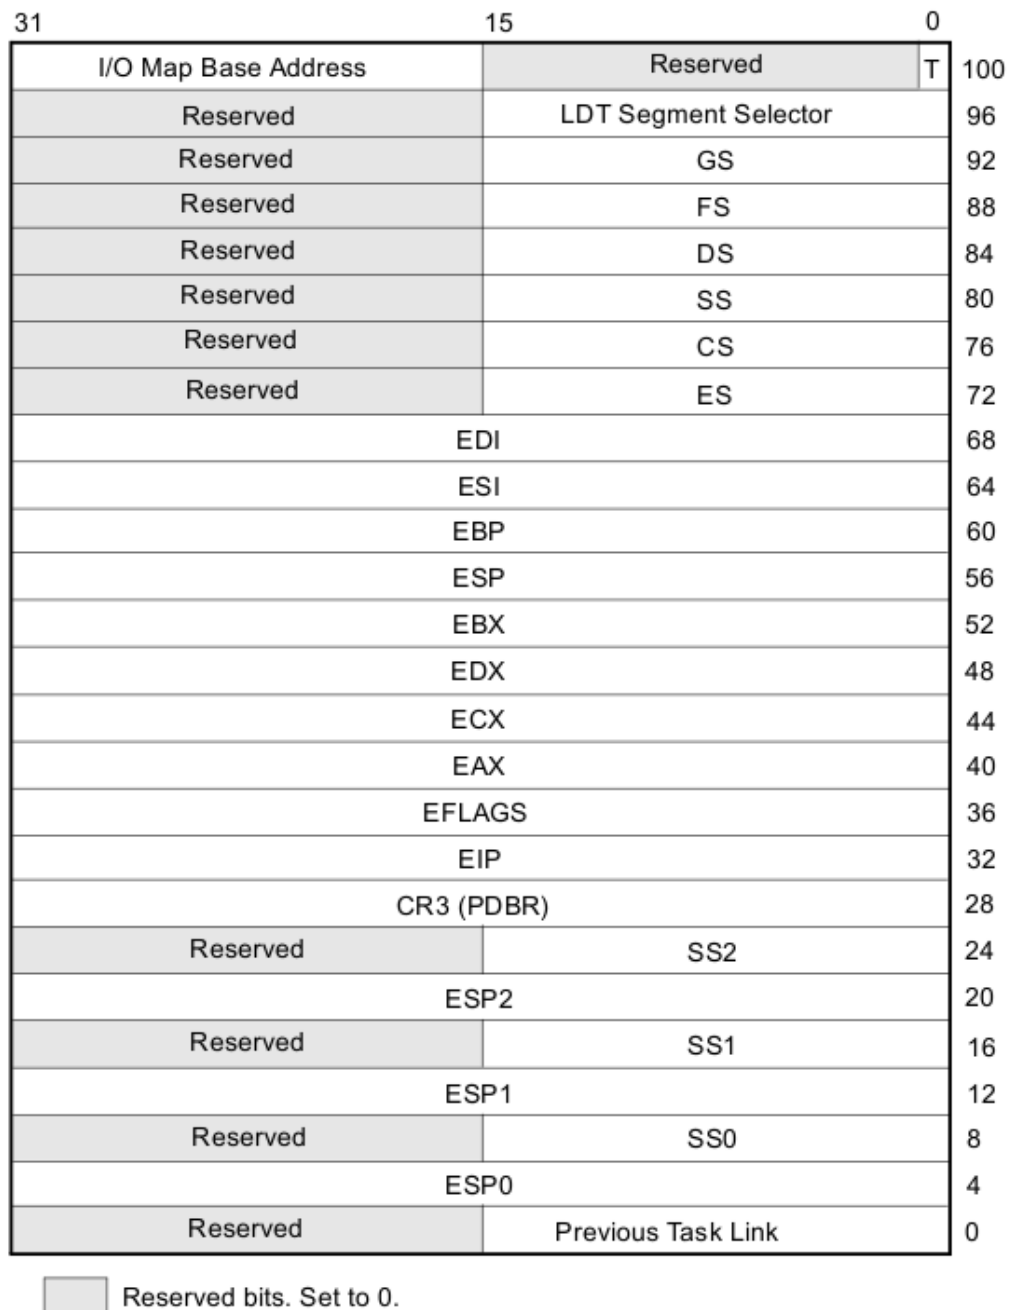 31 15 0
I/O Map Base Address Reserved T 100
Reserved LDT Segment Selector 96
Reserved GS 92
Reserved FS 88
Reserved DS 84
Reserved SS 80
Reserved CS 76
Reserved ES 72
EDI 68
ESI 64
EBP 60
ESP 56
EBX 52
EDX 48
ECX 44
EAX 40
EFLAGS 36
EIP 32
CR3 (PDBR) 28
Reserved SS2 24
ESP2 20
Reserved SS1 16
ESP1 12
Reserved SS0 8
ESP0 4
Reserved Previous Task Link 0
Reserved bits. Set to 0.